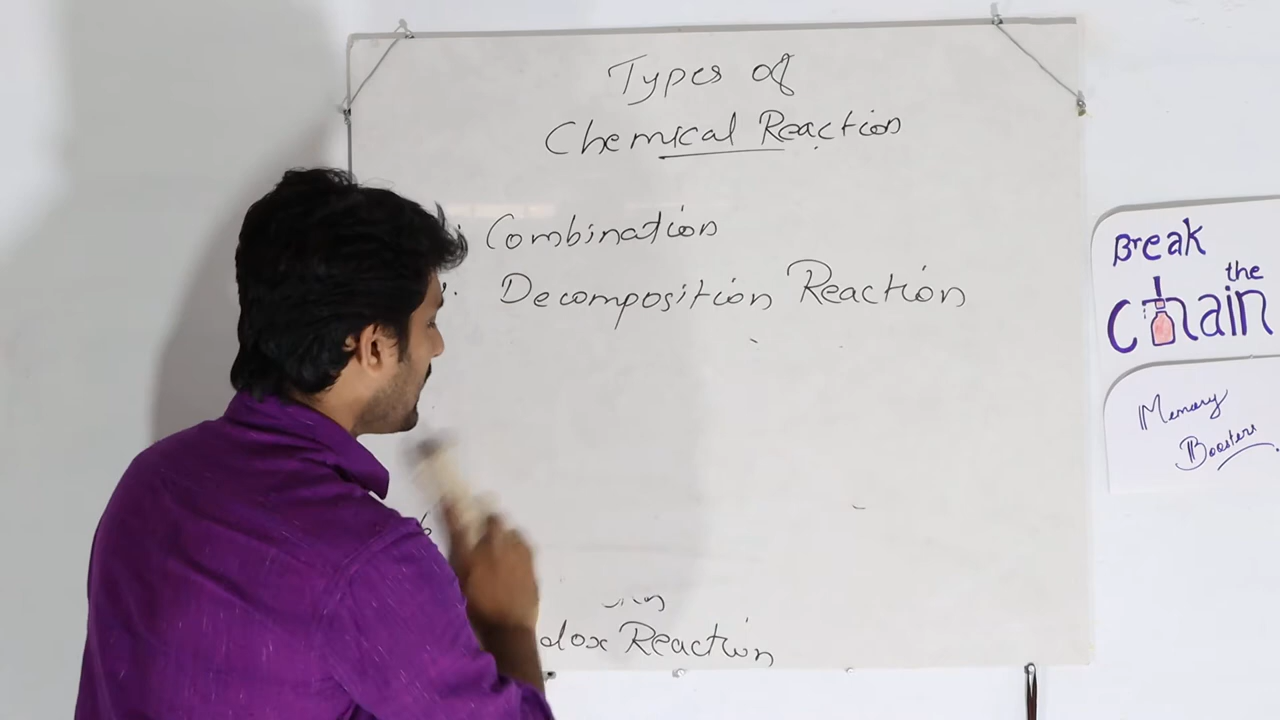 Types of
Chemical Reaction
Combination
Decomposition Reaction
dox Reaction
Break
the
Chain
Memory
Boosters